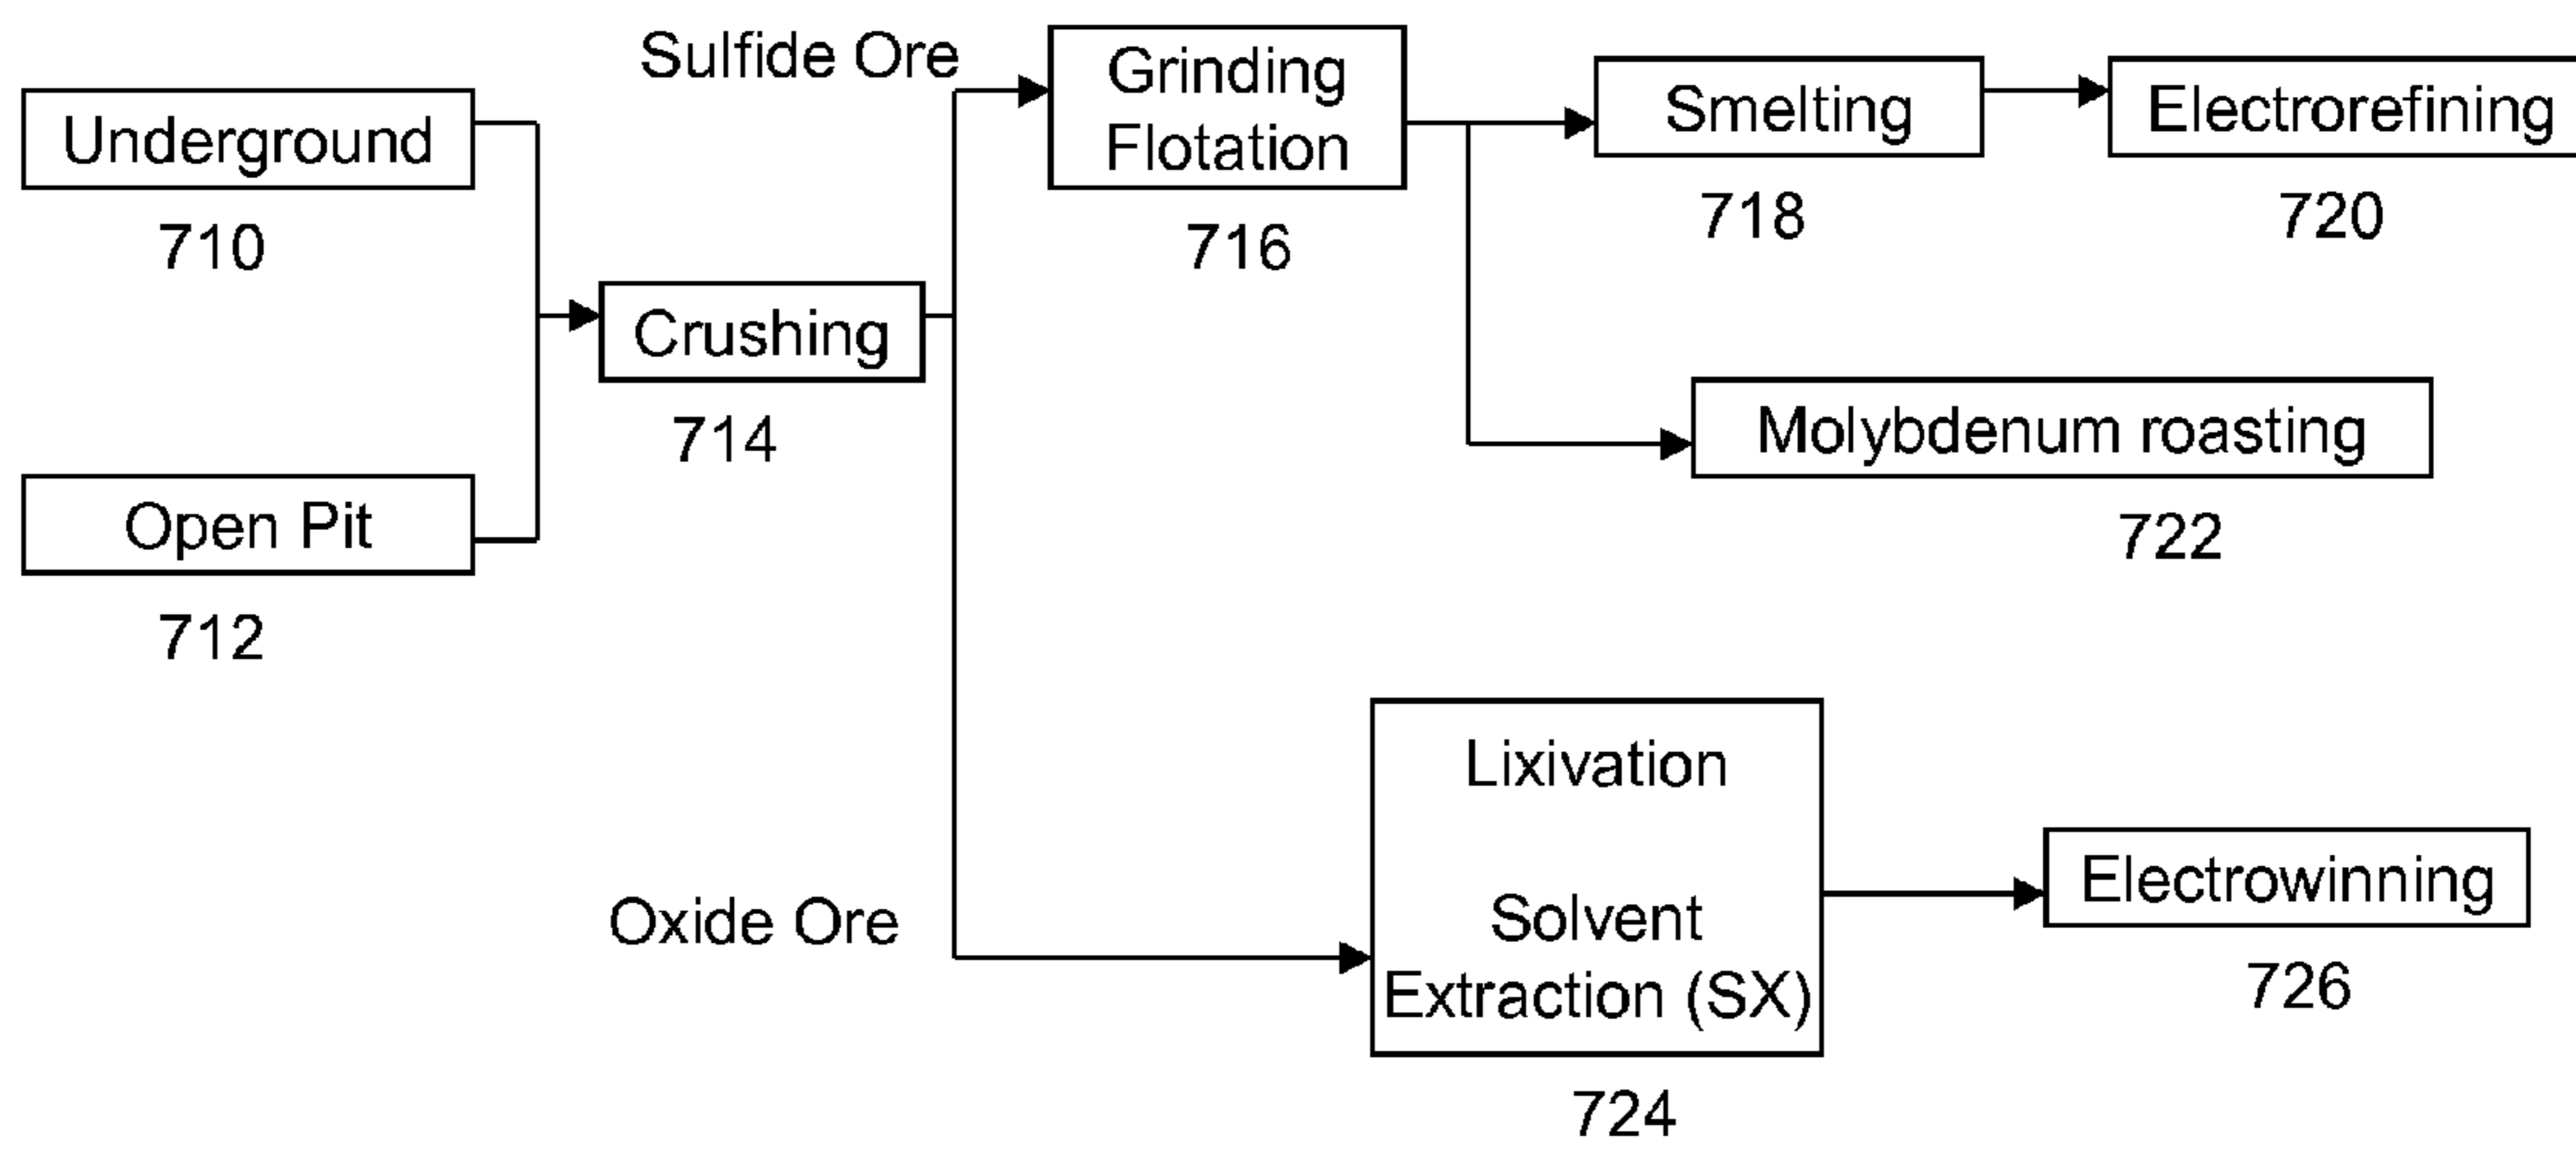 Sulfide Ore
Underground
710
Open Pit
712
Crushing
714
Grinding
Flotation
716
Smelting
718
Electrorefining
720
Molybdenum roasting
722
Oxide Ore
Lixivation
Solvent
Extraction (SX)
724
Electrowinning
726